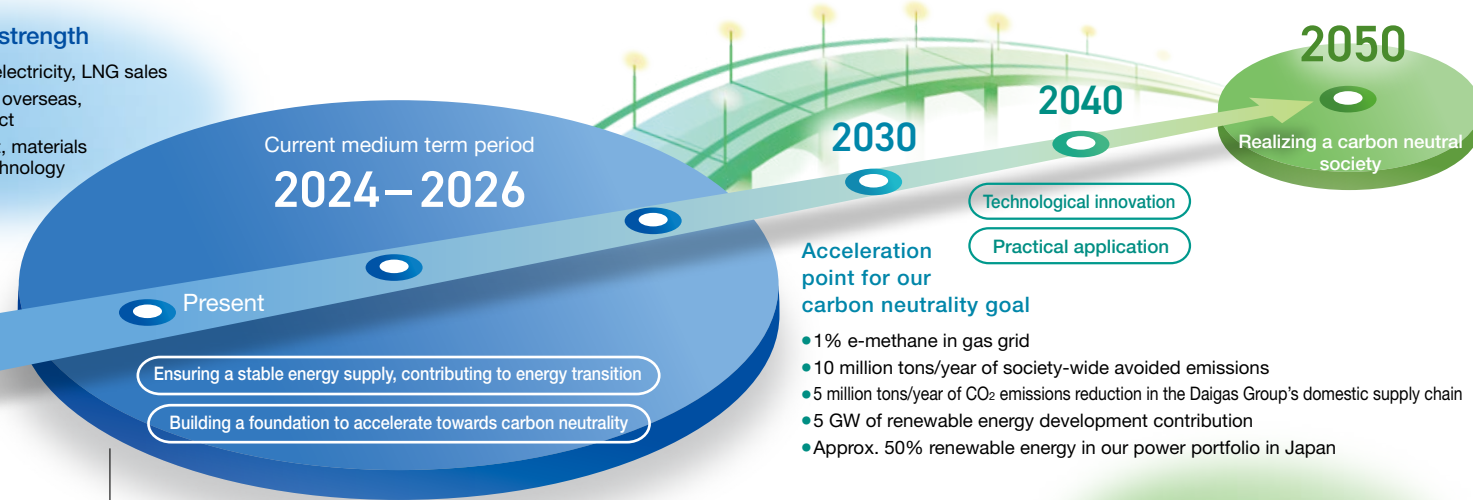 strength
electricity, LNG sales
overseas,
ct
, materials
hnology
Current medium term period
2024–2026
Present
Ensuring a stable energy supply, contributing to energy transition
Building a foundation to accelerate towards carbon neutrality
2030
2040
2050
Realizing a carbon neutral
society
Technological innovation
Practical application
Acceleration
point for our
carbon neutrality goal
●1% e-methane in gas grid
●10 million tons/year of society-wide avoided emissions
●5 million tons/year of CO₂ emissions reduction in the Daigas Group's domestic supply chain
●5 GW of renewable energy development contribution
●Approx. 50% renewable energy in our power portfolio in Japan